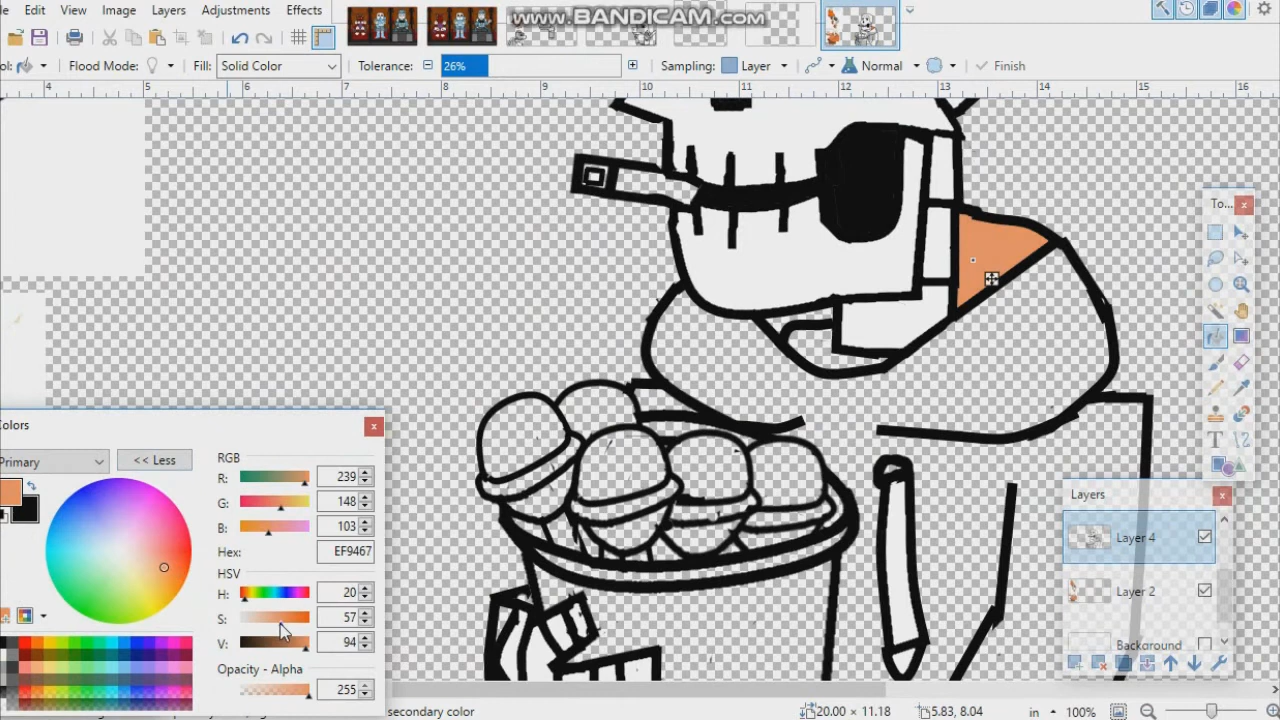 Edit View Image Layers Adjustments Effects
www.BANDICAM.com
ol:
Flood Mode:
Fill: Solid Color
Tolerance: 26%
Sampling: Layer
Normal
Finish
4 5 6 7 8 9 10 11 12 13 14 15 16
To...
Colors
Primary
<< Less
RGB
R: 239
G: 148
B: 103
Hex: EF9467
HSV
H: 20
S: 57
V: 94
Opacity - Alpha
255
Layers
Layer 4
Layer 2
Background
secondary color
20.00 × 11.18
5.83, 8.04
in
100%